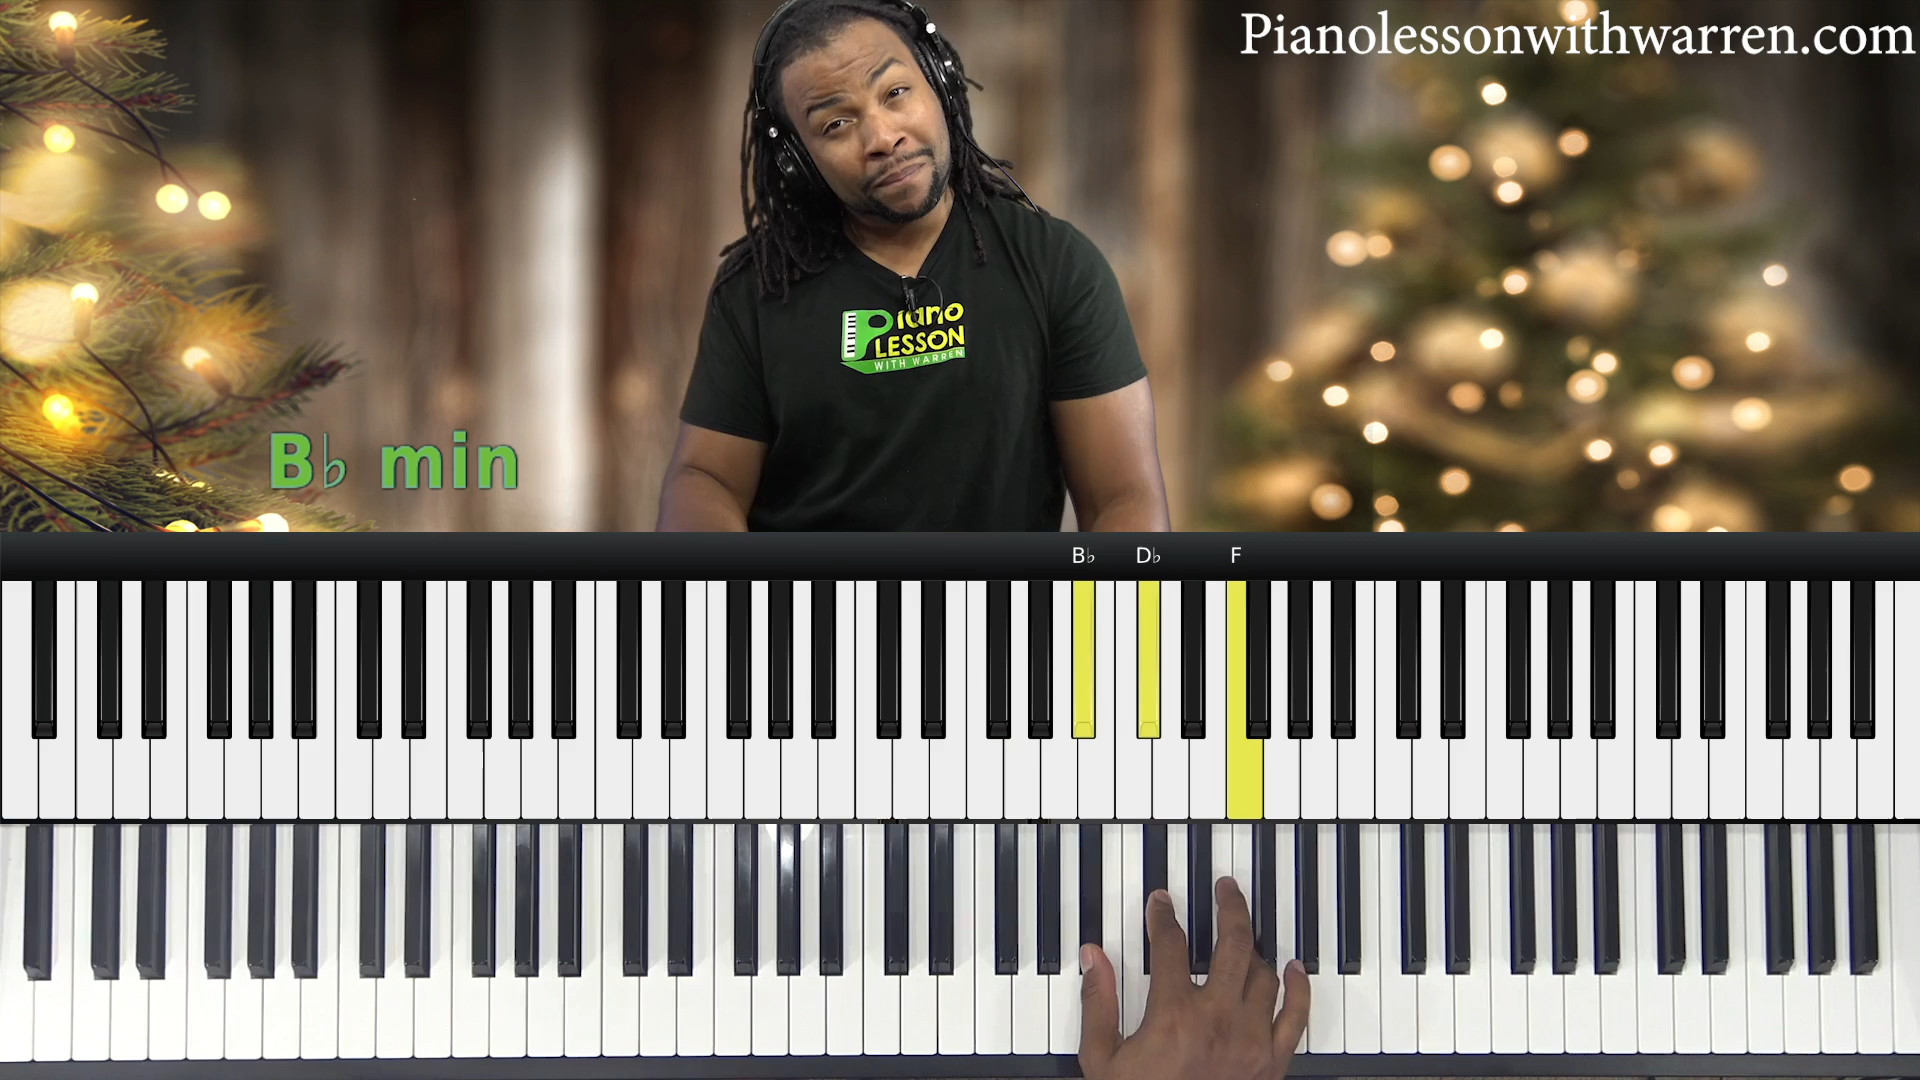 Pianolessonwithwarren.com
Piano
LESSON
WITH WARREN
B♭ min
B♭ D♭ F